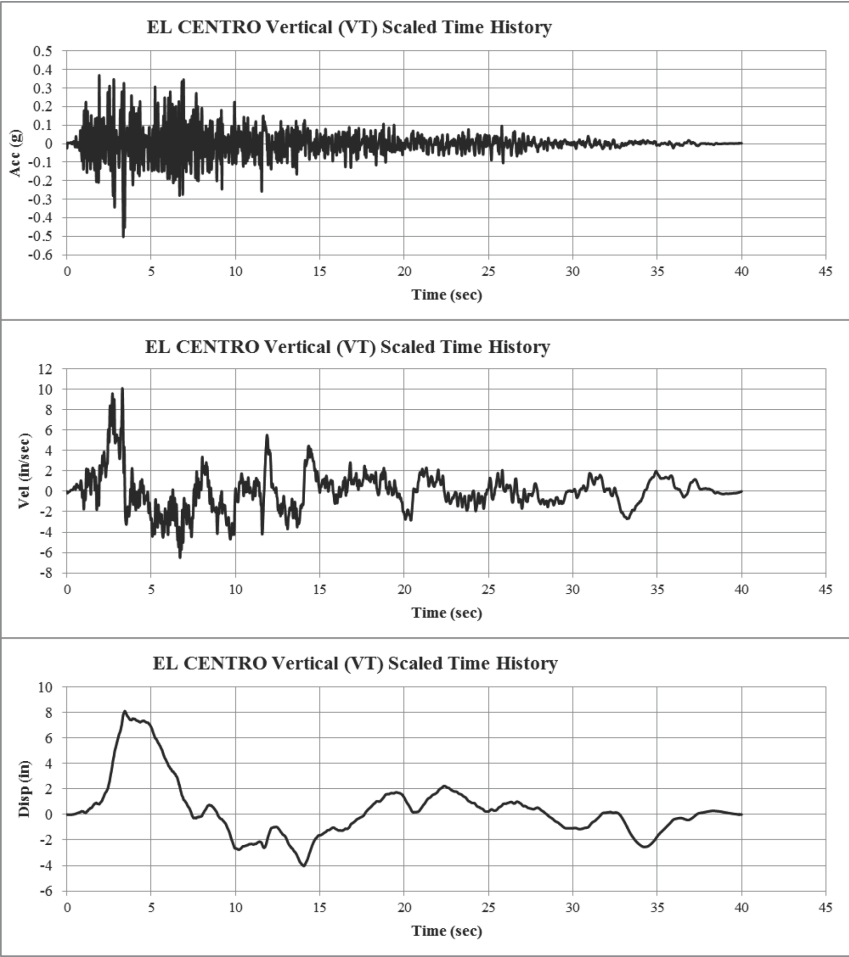 EL CENTRO Vertical (VT) Scaled Time History
0.5
0.4
0.3
0.2
0.1
0
-0.1
-0.2
-0.3
-0.4
-0.5
-0.6
Acc (g)
0 5 10 15 20 25 30 35 40 45
Time (sec)
EL CENTRO Vertical (VT) Scaled Time History
12
10
8
6
4
2
0
-2
-4
-6
-8
Vel (in/sec)
0 5 10 15 20 25 30 35 40 45
Time (sec)
EL CENTRO Vertical (VT) Scaled Time History
10
8
6
4
2
0
-2
-4
-6
Disp (in)
0 5 10 15 20 25 30 35 40 45
Time (sec)